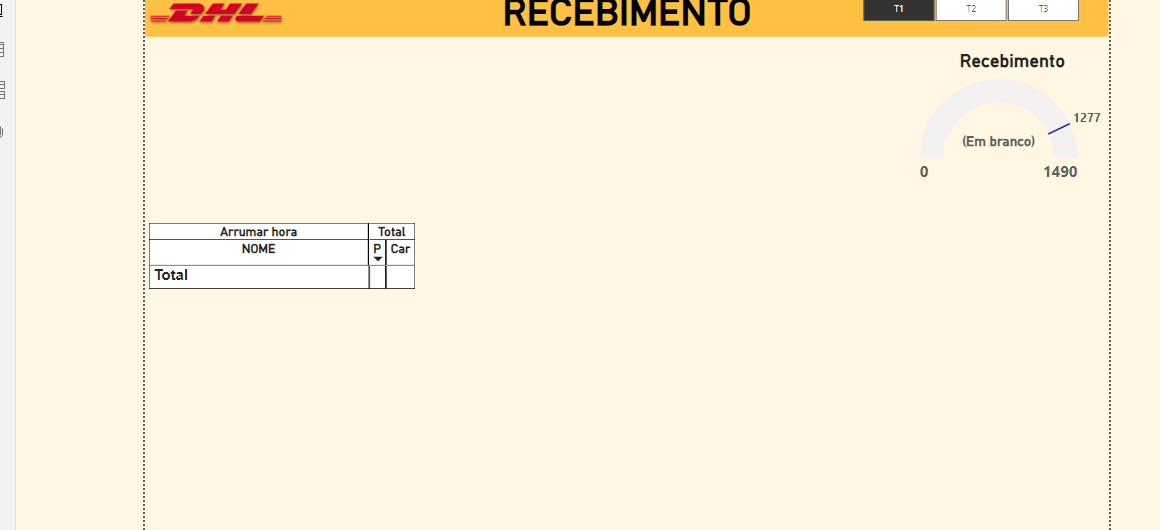 DHL
RECEBIMENTO
T1 T2 T3
Recebimento
1277
(Em branco)
0 1490
Arrumar hora Total
NOME P Car
Total